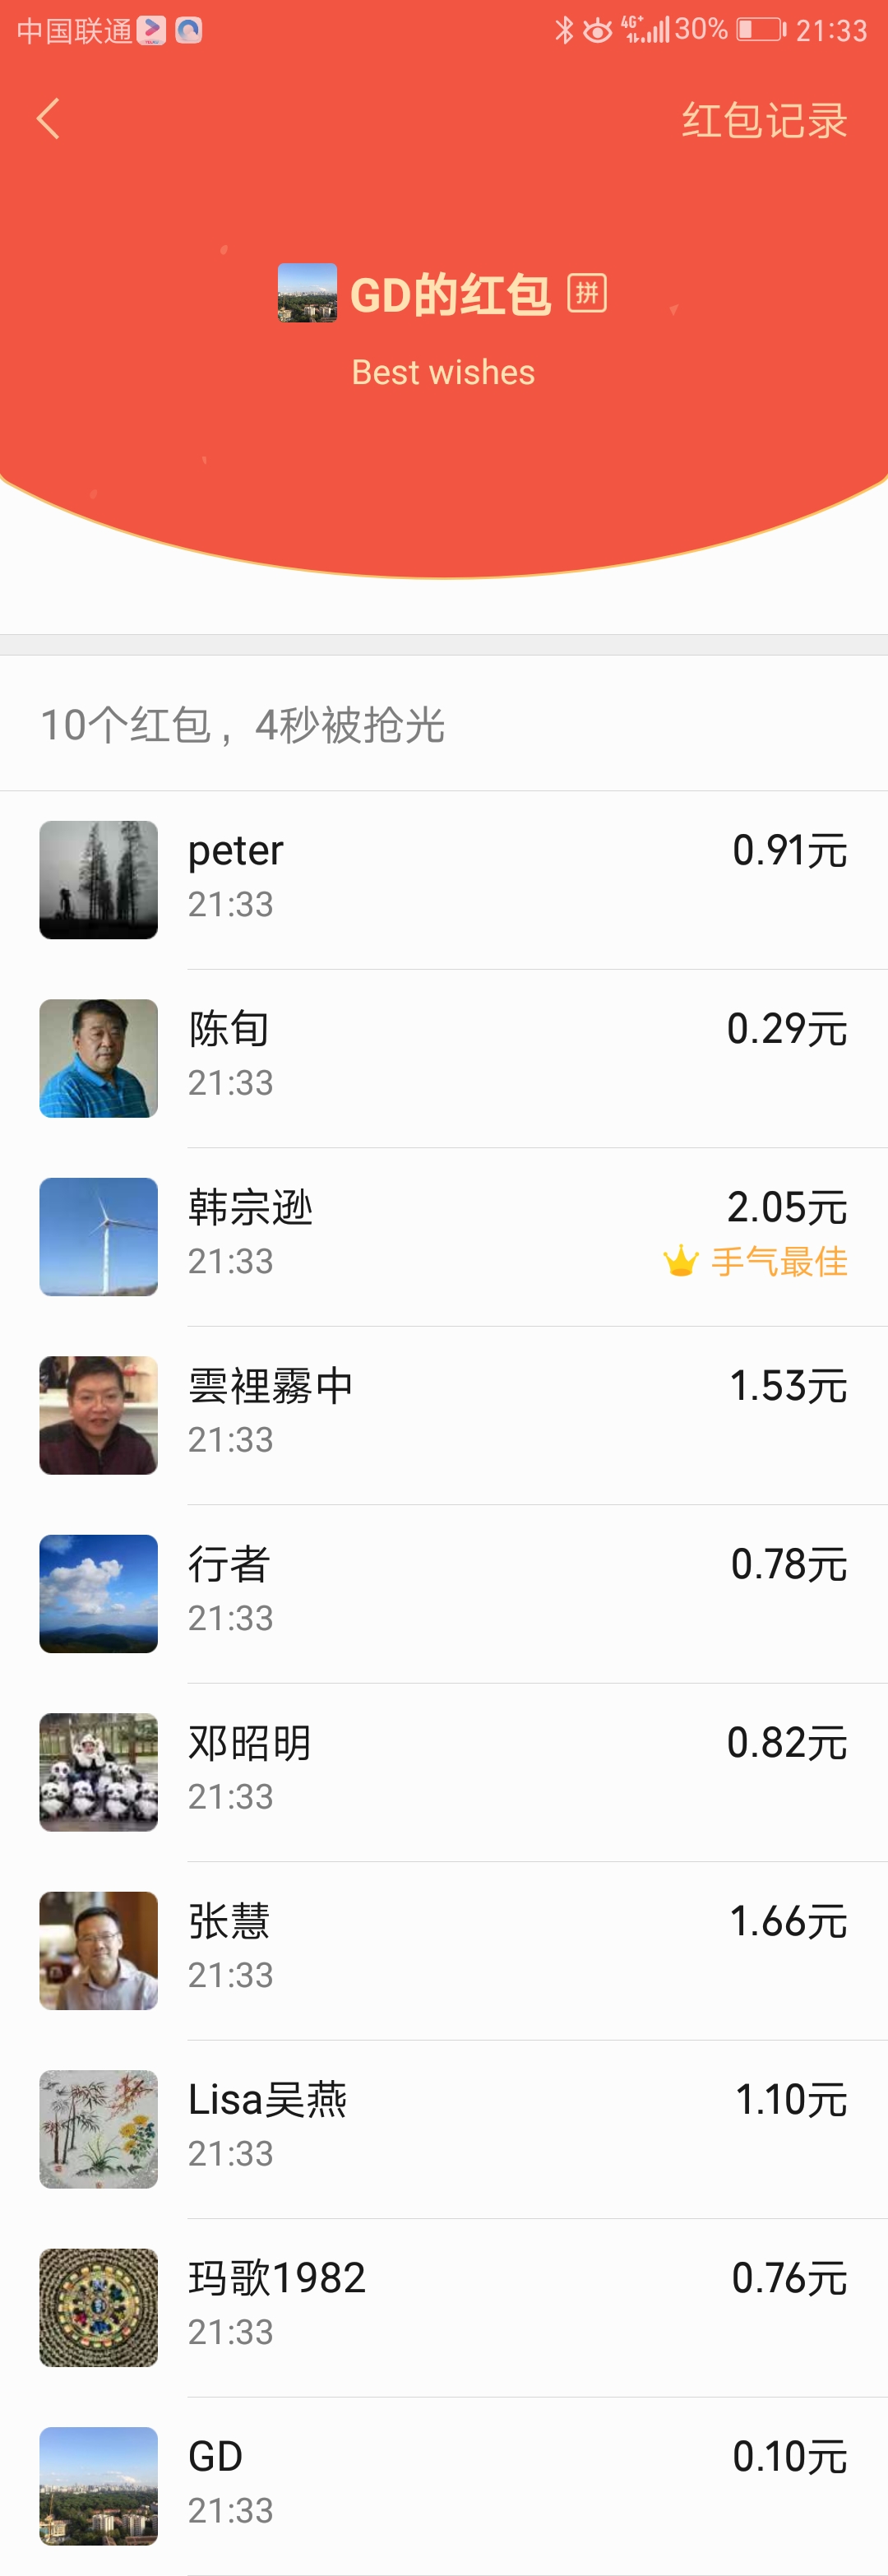 中国联通 4G+ 30% 21:33
红包记录
GD的红包 拼
Best wishes
10个红包，4秒被抢光
peter 0.91元
21:33
陈旬 0.29元
21:33
韩宗逊 2.05元
21:33 手气最佳
雲裡霧中 1.53元
21:33
行者 0.78元
21:33
邓昭明 0.82元
21:33
张慧 1.66元
21:33
Lisa吴燕 1.10元
21:33
玛歌1982 0.76元
21:33
GD 0.10元
21:33